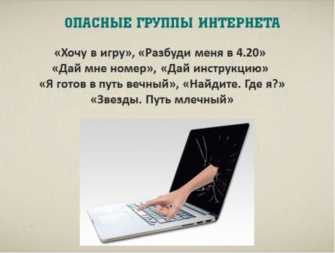 ОПАСНЫЕ ГРУППЫ ИНТЕРНЕТА
«Хочу в игру», «Разбуди меня в 4.20»
«Дай мне номер», «Дай инструкцию»
«Я готов в путь вечный», «Найдите. Где я?»
«Звезды. Путь млечный»